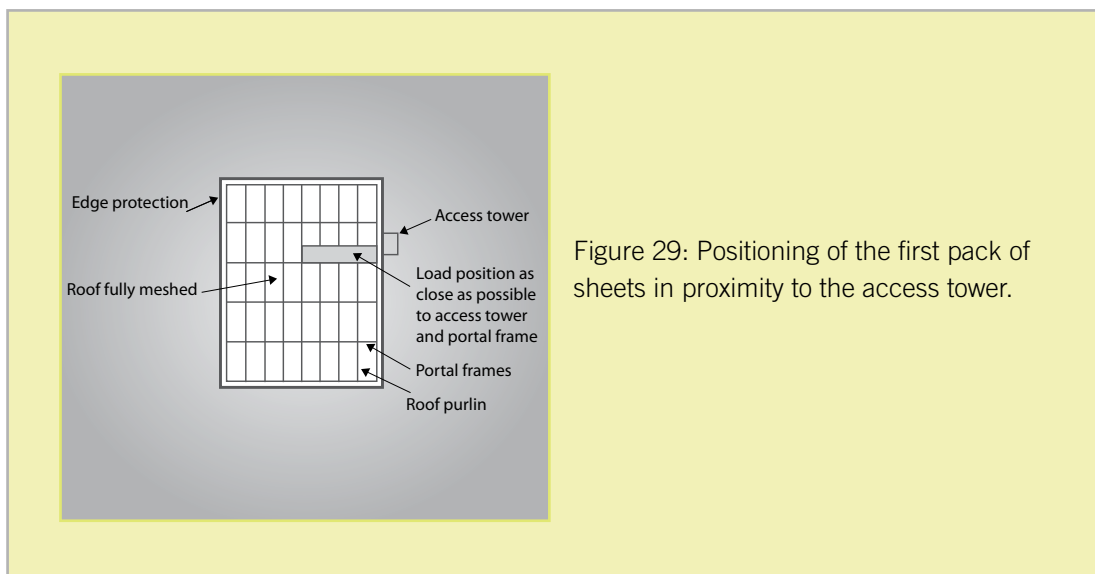 Edge protection
Roof fully meshed
Access tower
Load position as
close as possible
to access tower
and portal frame
Portal frames
Roof purlin
Figure 29: Positioning of the first pack of
sheets in proximity to the access tower.